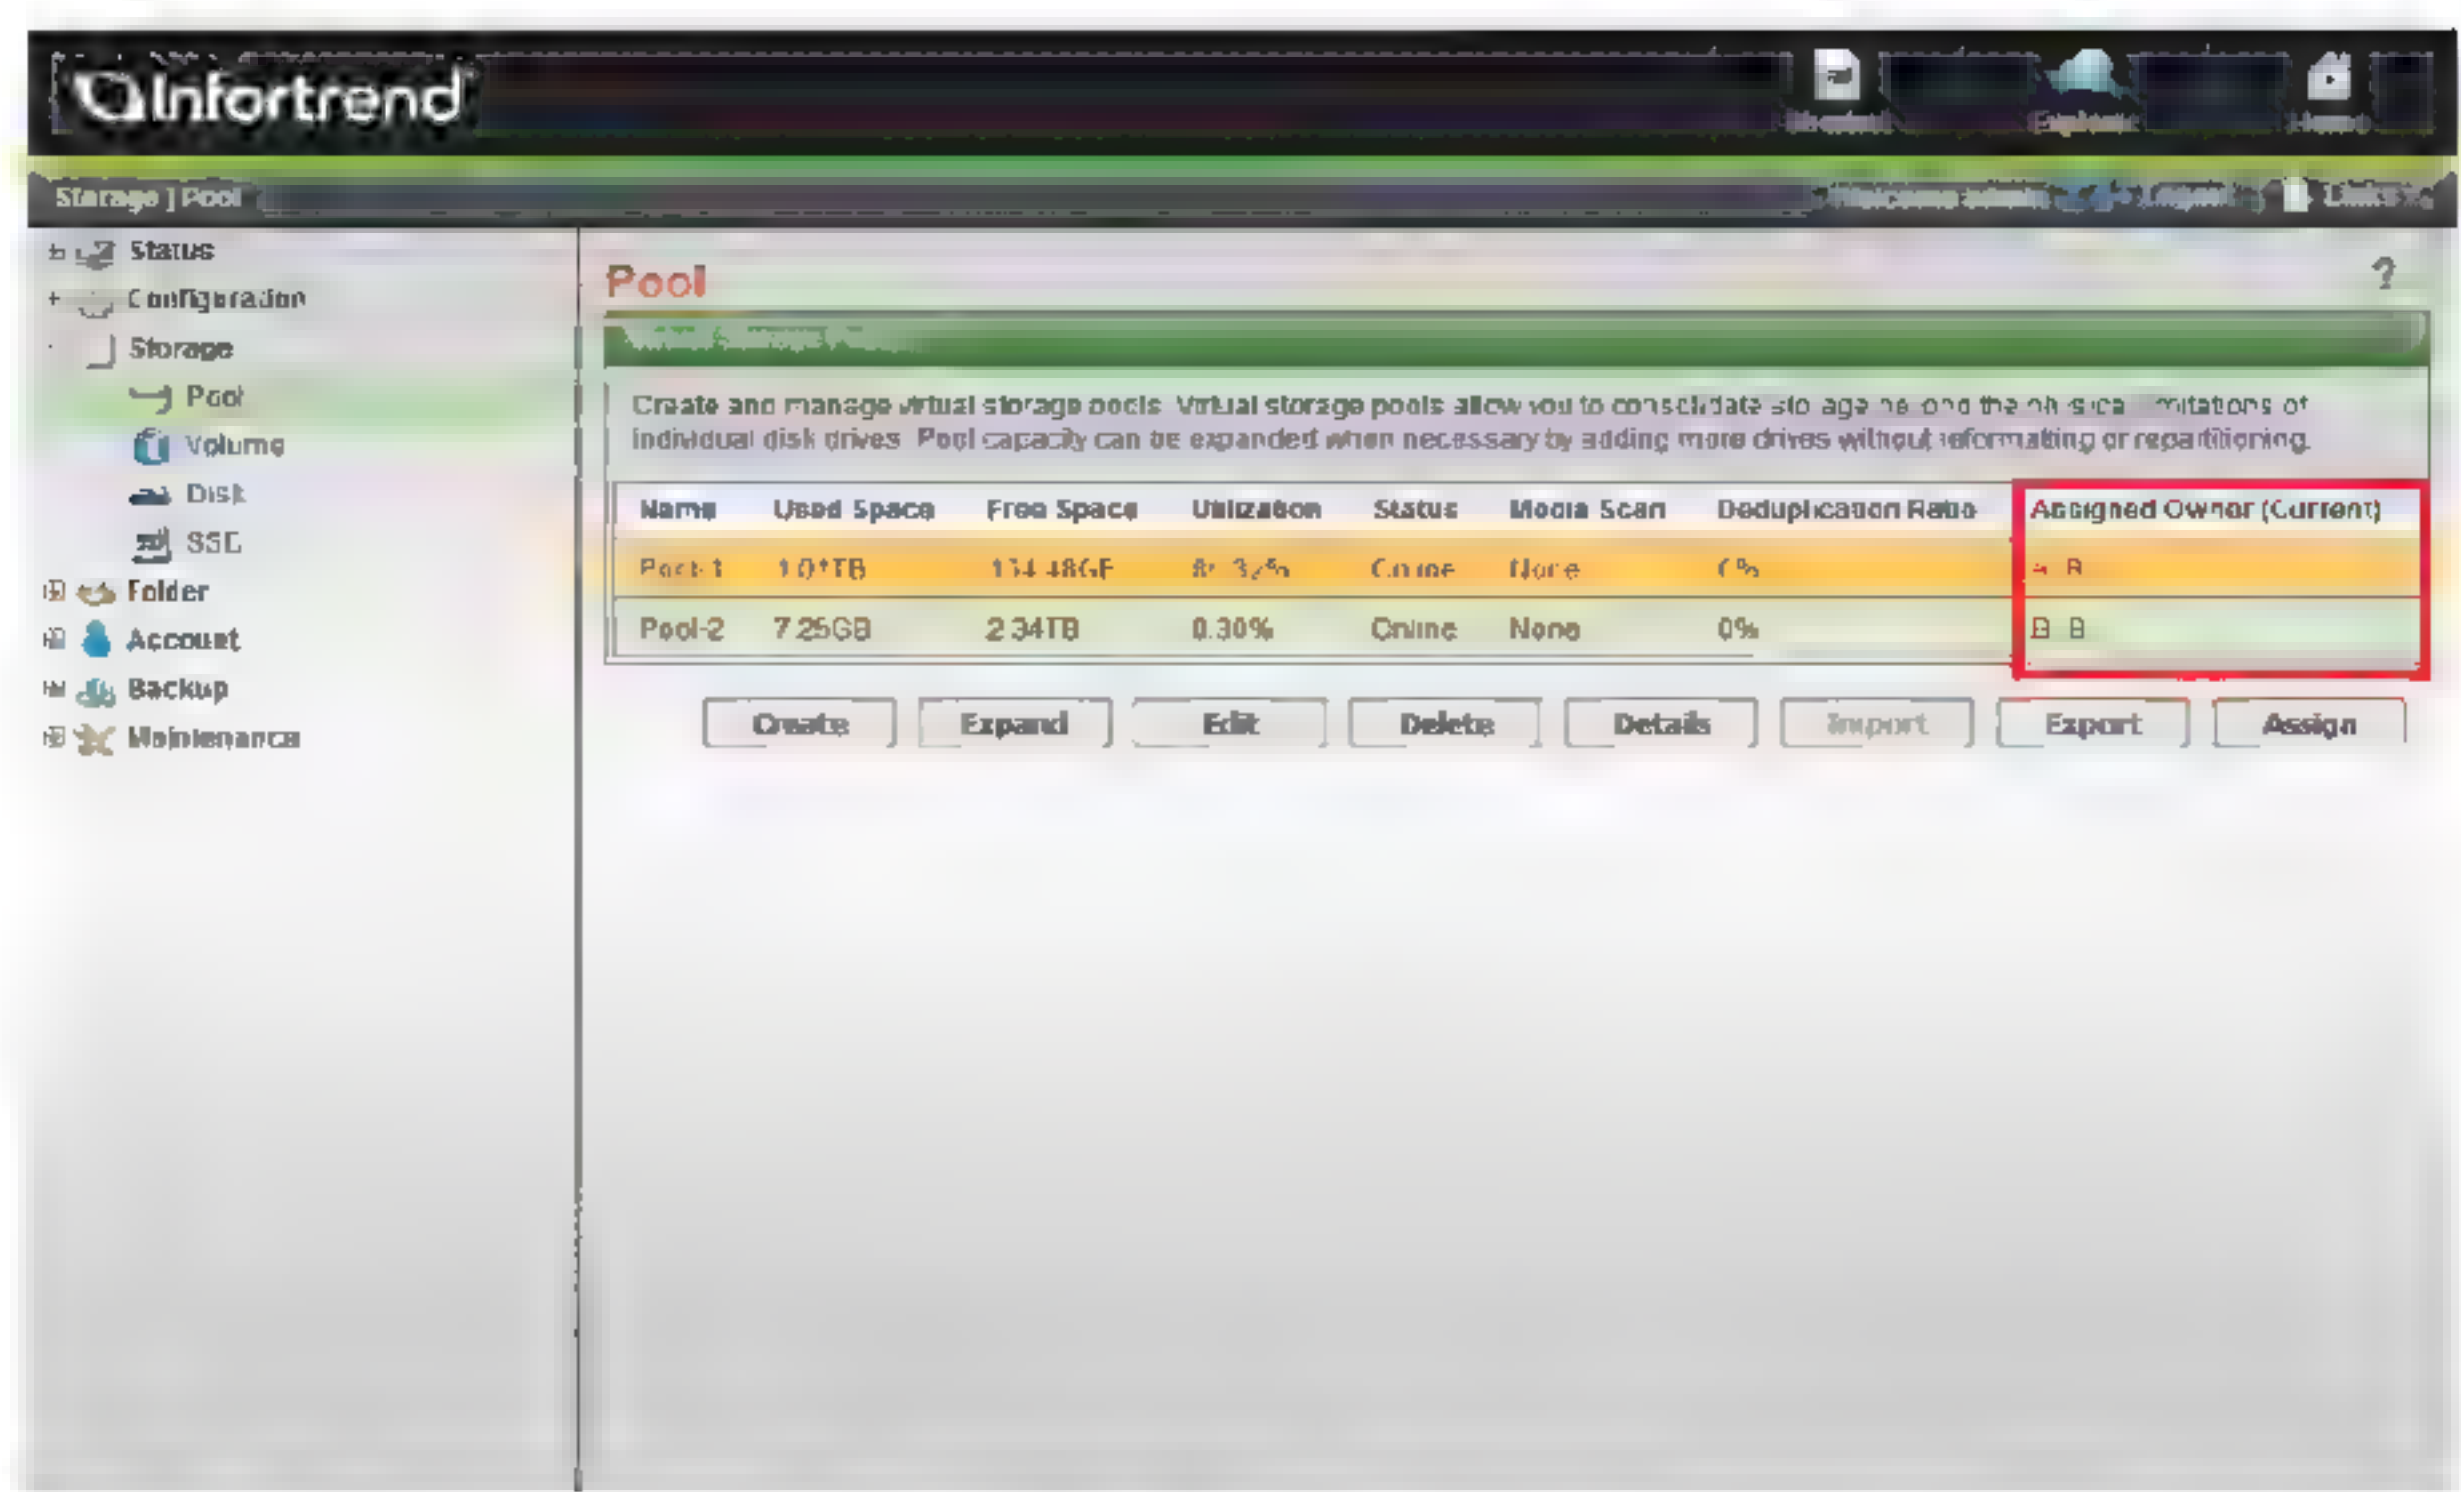 Infortrend
Storage | Pool
Status
Configuration
Storage
Pool
Volume
Disk
SSD
Folder
Account
Backup
Maintenance
Pool
Create and manage virtual storage pools. Virtual storage pools allow you to consolidate storage beyond the physical limitations of
individual disk drives. Pool capacity can be expanded when necessary by adding more drives without reformatting or repartitioning.
Name Used Space Free Space Utilization Status Media Scan Deduplication Ratio Assigned Owner (Current)
Pool-1 Online None
Pool-2 7.25GB 2.34TB 0.30% Online None 0% B B
Create Expand Edit Delete Details Import Export Assign